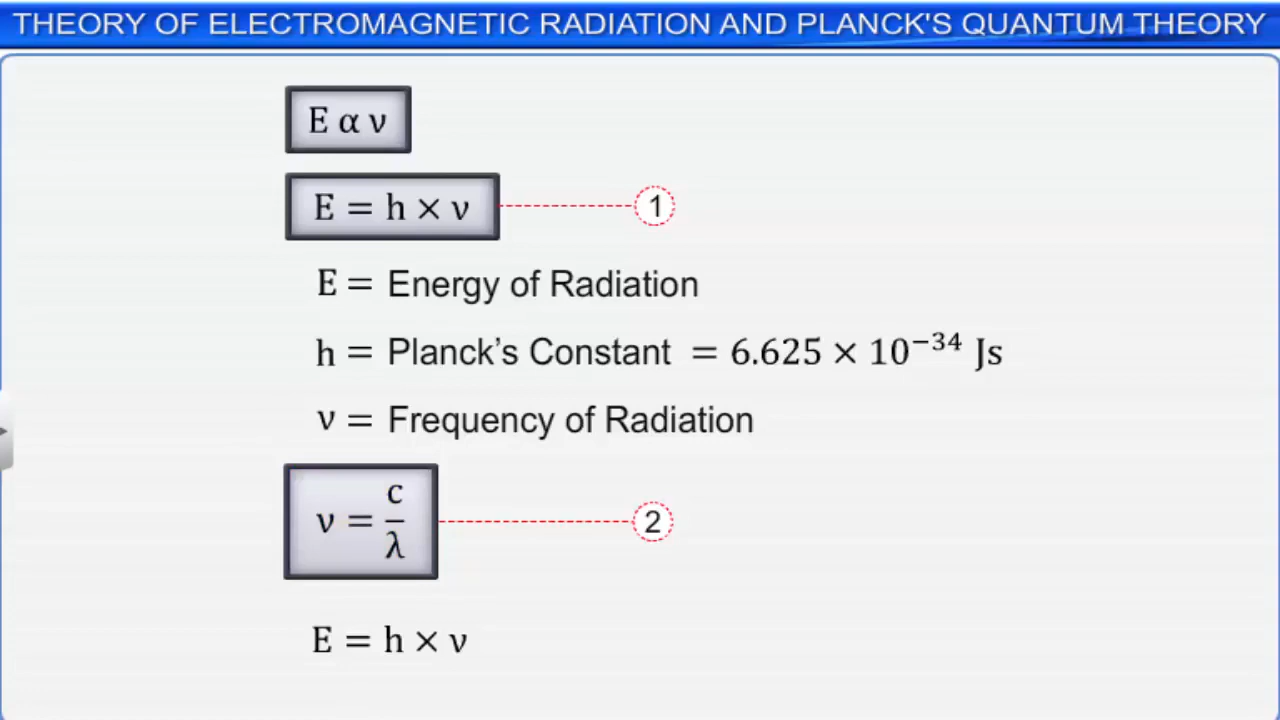 THEORY OF ELECTROMAGNETIC RADIATION AND PLANCK'S QUANTUM THEORY
E α ν
E = h × ν 1
E = Energy of Radiation
h = Planck’s Constant = 6.625 × 10⁻³⁴ Js
ν = Frequency of Radiation
ν = c/λ 2
E = h × ν